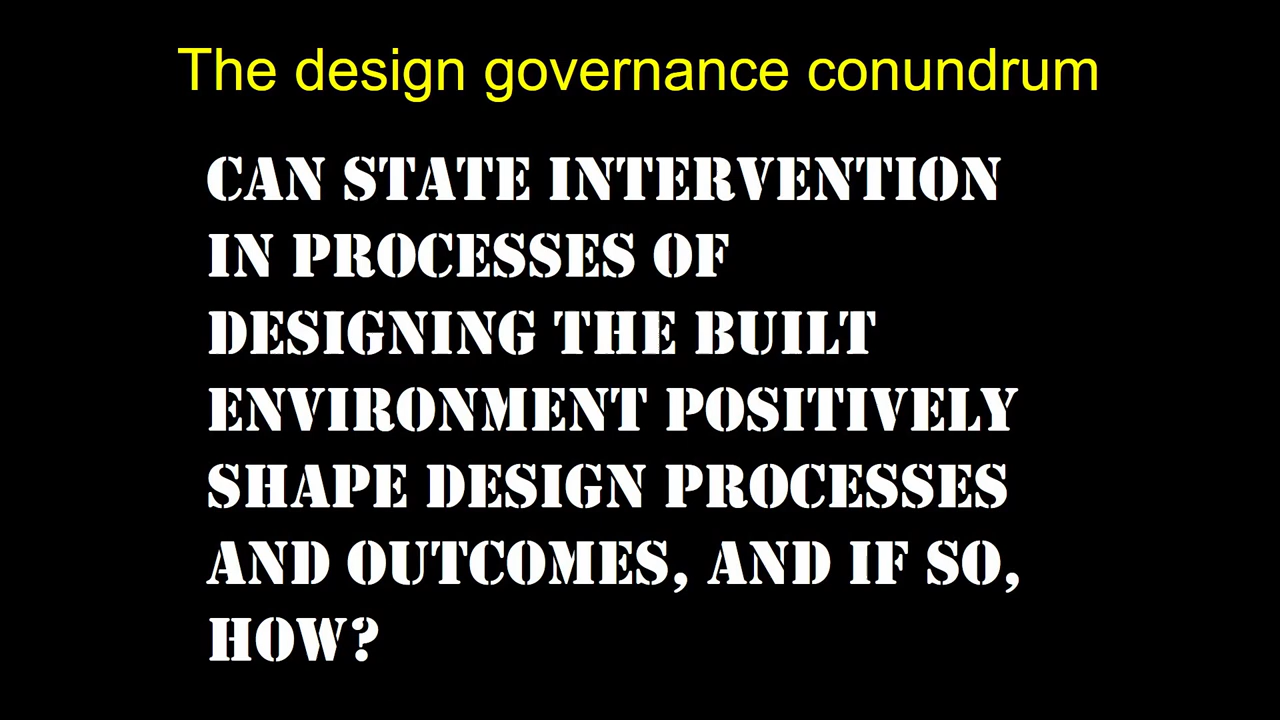 The design governance conundrum
CAN STATE INTERVENTION
IN PROCESSES OF
DESIGNING THE BUILT
ENVIRONMENT POSITIVELY
SHAPE DESIGN PROCESSES
AND OUTCOMES, AND IF SO,
HOW?